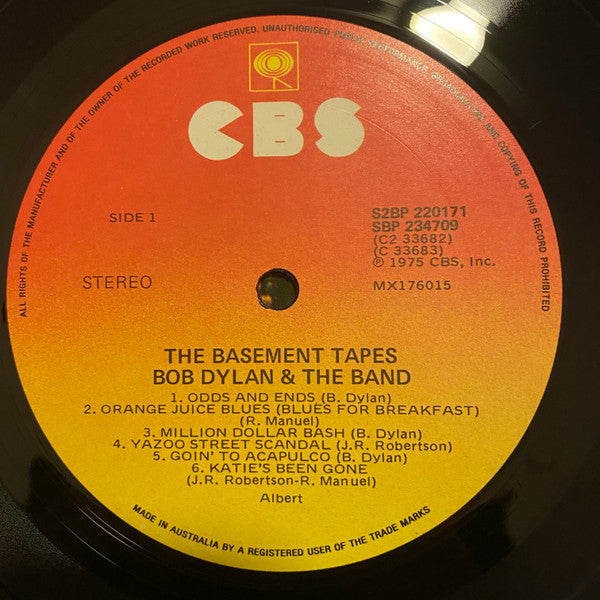 ALL RIGHTS OF THE MANUFACTURER AND OF THE OWNER OF THE RECORDED WORK RESERVED. UNAUTHORISED PUBLIC PERFORMANCE, BROADCASTING AND COPYING OF THIS RECORD PROHIBITED
CBS
SIDE 1
STEREO
S2BP 220171
SBP 234709
(C2 33682)
(C 33683)
℗ 1975 CBS, Inc.
MX176015
THE BASEMENT TAPES
BOB DYLAN & THE BAND
1. ODDS AND ENDS (B. Dylan)
2. ORANGE JUICE BLUES (BLUES FOR BREAKFAST)
(R. Manuel)
3. MILLION DOLLAR BASH (B. Dylan)
4. YAZOO STREET SCANDAL (J.R. Robertson)
5. GOIN' TO ACAPULCO (B. Dylan)
6. KATIE'S BEEN GONE
(J.R. Robertson-R. Manuel)
Albert
MADE IN AUSTRALIA BY A REGISTERED USER OF THE TRADE MARKS